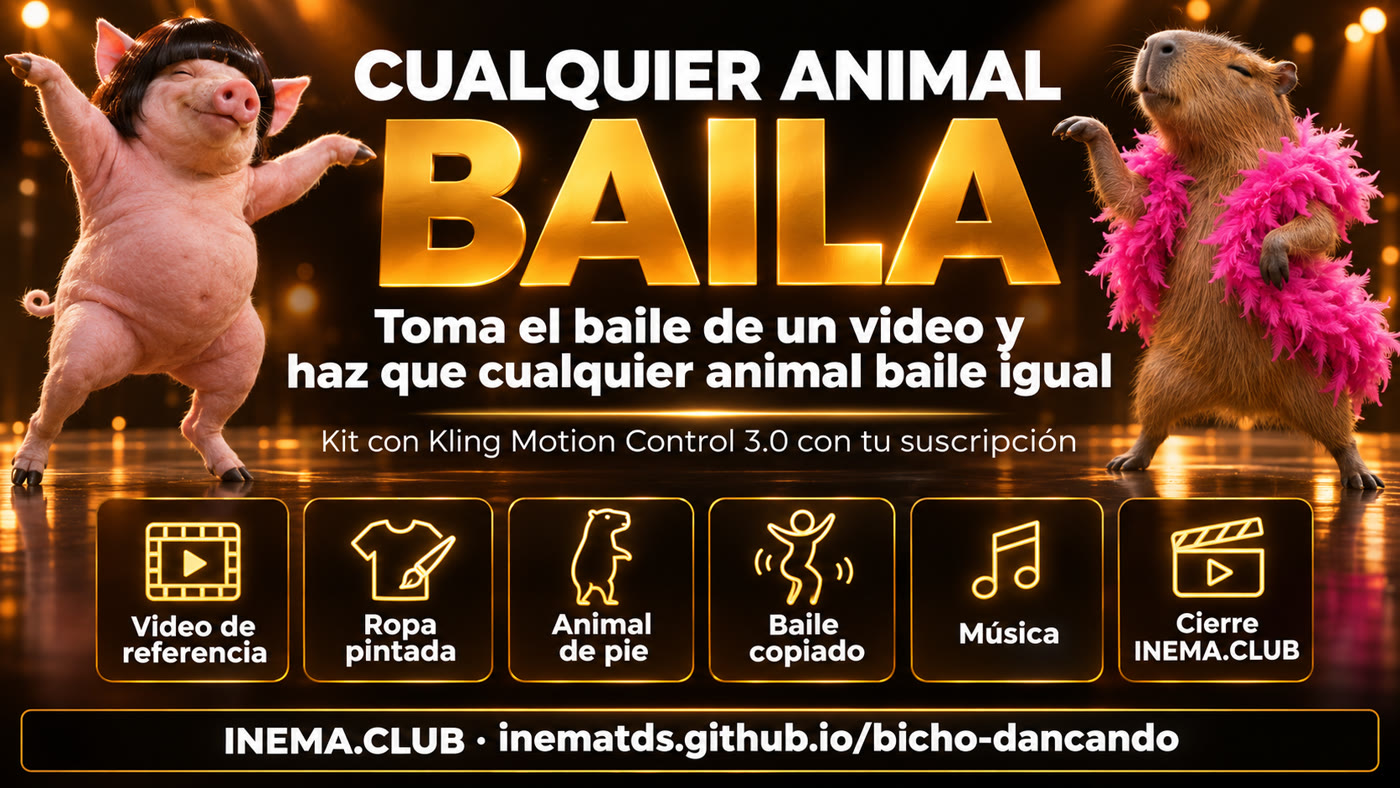 CUALQUIER ANIMAL
BAILA
Toma el baile de un video y
haz que cualquier animal baile igual
Kit con Kling Motion Control 3.0 con tu suscripción
Video de
referencia
Ropa
pintada
Animal
de pie
Baile
copiado
Música
Cierre
INEMA.CLUB
INEMA.CLUB · inematds.github.io/bicho-dancando